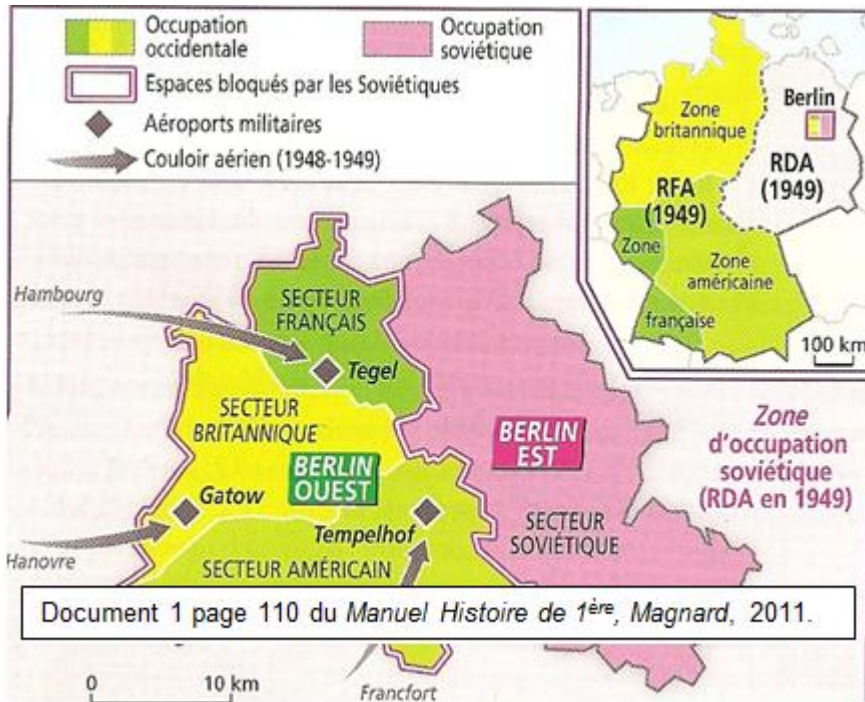 Occupation
occidentale
Occupation
soviétique
Espaces bloqués par les Soviétiques
Aéroports militaires
Couloir aérien (1948-1949)
Zone
britannique
Berlin
RDA
(1949)
RFA
(1949)
Zone
française
Zone
américaine
100 km
Hambourg
SECTEUR
FRANÇAIS
Tegel
SECTEUR
BRITANNIQUE
BERLIN
OUEST
BERLIN
EST
Zone
d'occupation
soviétique
(RDA en 1949)
Gatow
Tempelhof
SECTEUR
SOVIÉTIQUE
Hanovre
SECTEUR AMÉRICAIN
Document 1 page 110 du Manuel Histoire de 1ère, Magnard, 2011.
0 10 km
Francfort